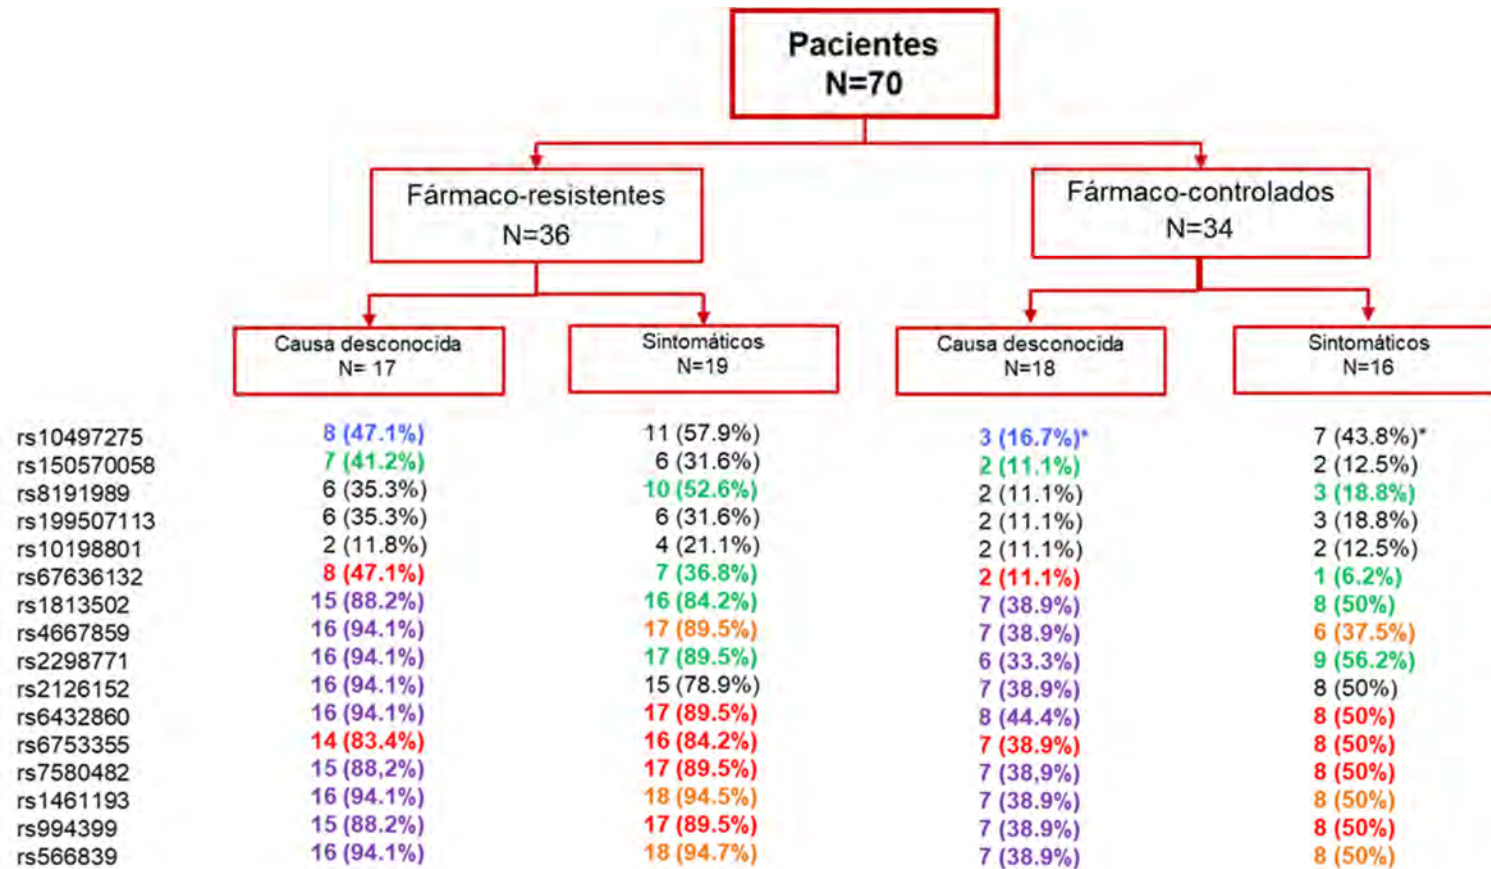 Pacientes
N=70
Fármaco-resistentes
N=36
Fármaco-controlados
N=34
Causa desconocida
N= 17
Sintomáticos
N=19
Causa desconocida
N=18
Sintomáticos
N=16
rs10497275 8 (47.1%) 11 (57.9%) 3 (16.7%)* 7 (43.8%)*
rs150570058 7 (41.2%) 6 (31.6%) 2 (11.1%) 2 (12.5%)
rs8191989 6 (35.3%) 10 (52.6%) 2 (11.1%) 3 (18.8%)
rs199507113 6 (35.3%) 6 (31.6%) 2 (11.1%) 3 (18.8%)
rs10198801 2 (11.8%) 4 (21.1%) 2 (11.1%) 2 (12.5%)
rs67636132 8 (47.1%) 7 (36.8%) 2 (11.1%) 1 (6.2%)
rs1813502 15 (88.2%) 16 (84.2%) 7 (38.9%) 8 (50%)
rs4667859 16 (94.1%) 17 (89.5%) 7 (38.9%) 6 (37.5%)
rs2298771 16 (94.1%) 17 (89.5%) 6 (33.3%) 9 (56.2%)
rs2126152 16 (94.1%) 15 (78.9%) 7 (38.9%) 8 (50%)
rs6432860 16 (94.1%) 17 (89.5%) 8 (44.4%) 8 (50%)
rs6753355 14 (83.4%) 16 (84.2%) 7 (38.9%) 8 (50%)
rs7580482 15 (88,2%) 17 (89.5%) 7 (38,9%) 8 (50%)
rs1461193 16 (94.1%) 18 (94.5%) 7 (38.9%) 8 (50%)
rs994399 15 (88.2%) 17 (89.5%) 7 (38.9%) 8 (50%)
rs566839 16 (94.1%) 18 (94.7%) 7 (38.9%) 8 (50%)